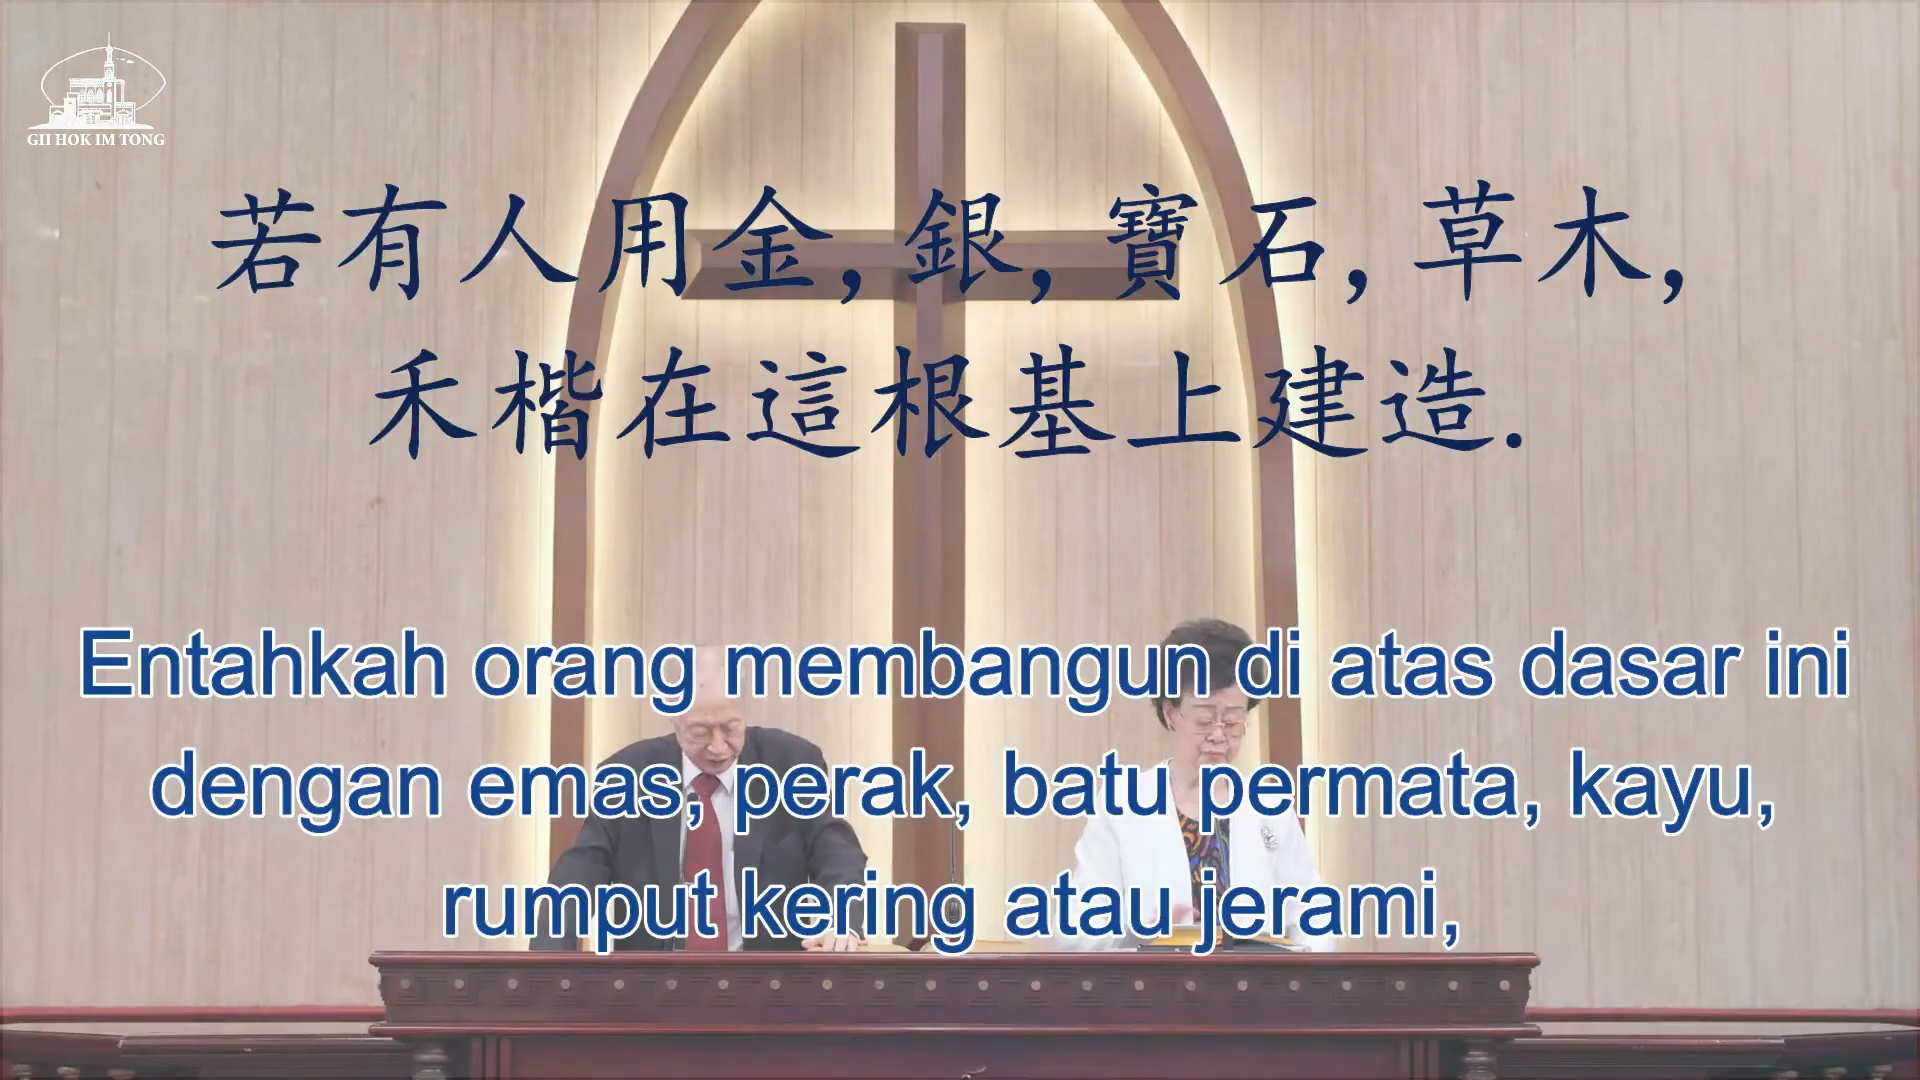 GII HOK IM TONG
若有人用金,銀,寶石,草木,
禾楷在這根基上建造.
Entahkah orang membangun di atas dasar ini
dengan emas, perak, batu permata, kayu,
rumput kering atau jerami,